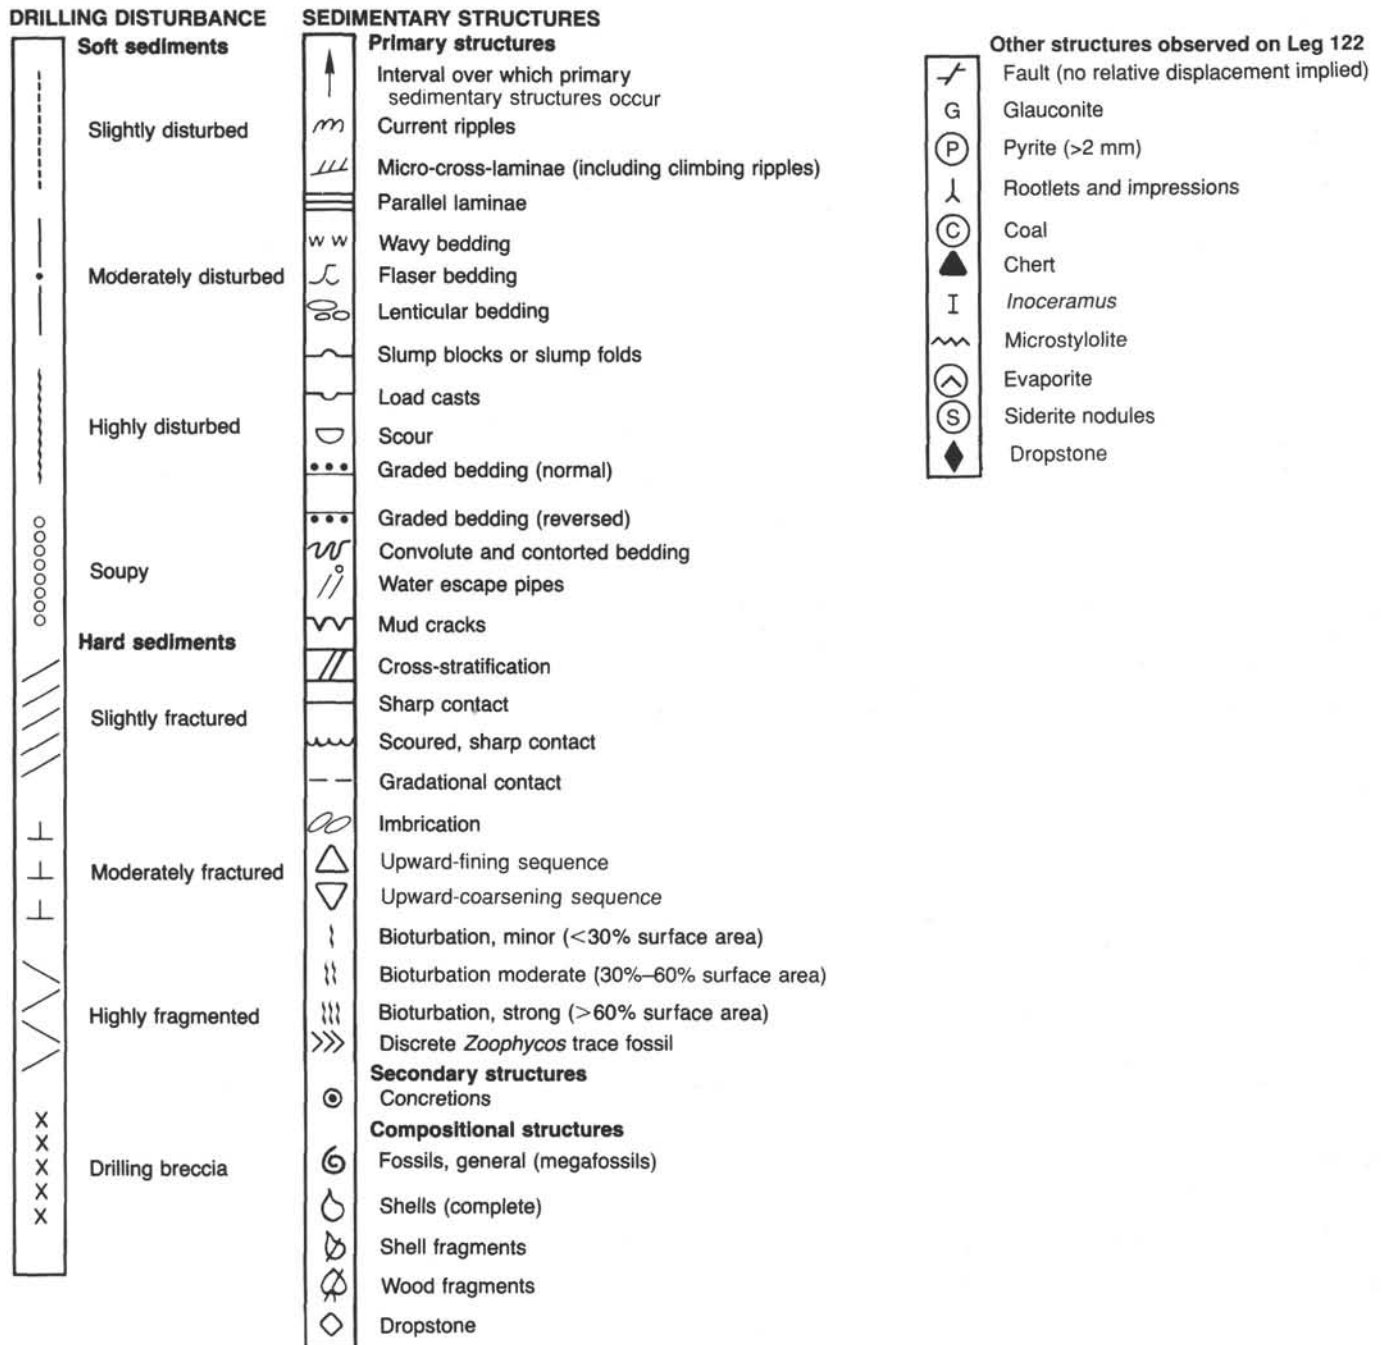 DRILLING DISTURBANCE
Soft sediments
Slightly disturbed
Moderately disturbed
Highly disturbed
Soupy
Hard sediments
Slightly fractured
Moderately fractured
Highly fragmented
X
X
X
X
X
Drilling breccia
SEDIMENTARY STRUCTURES
Primary structures
Interval over which primary
sedimentary structures occur
Current ripples
Micro-cross-laminae (including climbing ripples)
Parallel laminae
W W
Wavy bedding
Flaser bedding
Lenticular bedding
Slump blocks or slump folds
Load casts
Scour
Graded bedding (normal)
Graded bedding (reversed)
Convolute and contorted bedding
Water escape pipes
Mud cracks
Cross-stratification
Sharp contact
Scoured, sharp contact
Gradational contact
Imbrication
Upward-fining sequence
Upward-coarsening sequence
Bioturbation, minor (<30% surface area)
Bioturbation moderate (30%–60% surface area)
Bioturbation, strong (>60% surface area)
Discrete Zoophycos trace fossil
Secondary structures
Concretions
Compositional structures
Fossils, general (megafossils)
Shells (complete)
Shell fragments
Wood fragments
Dropstone
Other structures observed on Leg 122
Fault (no relative displacement implied)
G Glauconite
P Pyrite (>2 mm)
Rootlets and impressions
C Coal
Chert
I Inoceramus
Microstylolite
Evaporite
S Siderite nodules
Dropstone